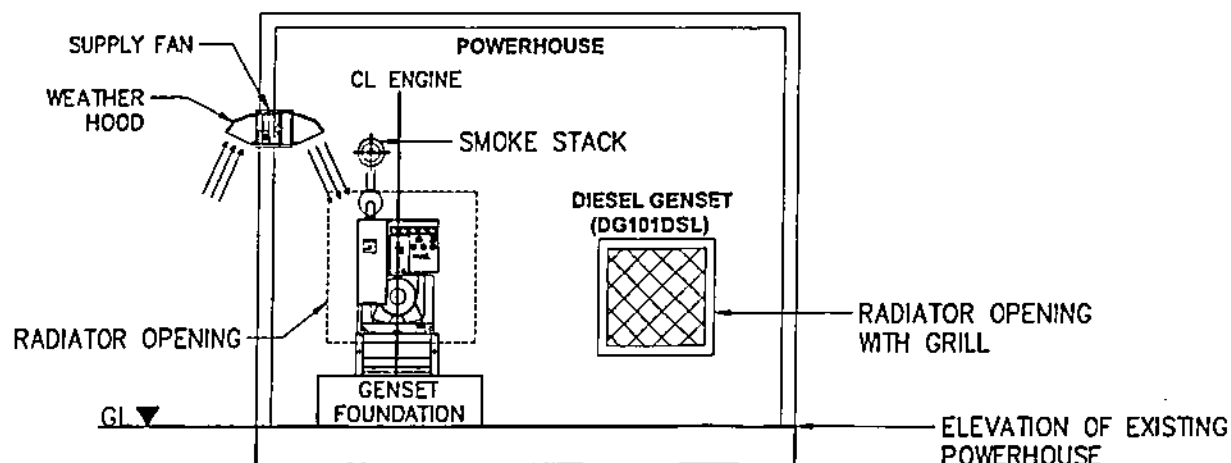 SUPPLY FAN
POWERHOUSE
WEATHER
HOOD
CL ENGINE
SMOKE STACK
DIESEL GENSET
(DG101DSL)
RADIATOR OPENING
RADIATOR OPENING
WITH GRILL
GENSET
FOUNDATION
GL
ELEVATION OF EXISTING
POWERHOUSE